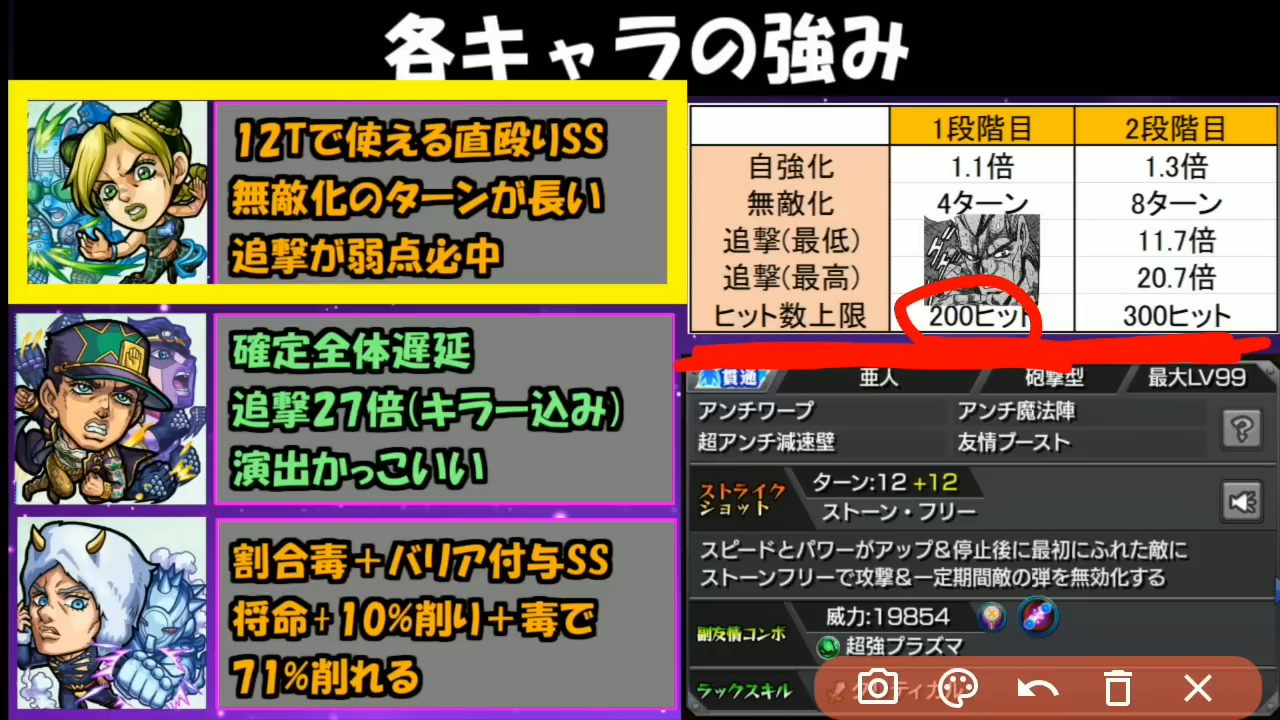 各キャラの強み
12Tで使える直殴りSS
無敵化のターンが長い
追撃が弱点必中
確定全体遅延
追撃27倍(キラー込み)
演出かっこいい
割合毒+バリア付与SS
将命+10%削り+毒で
71%削れる
1段階目 2段階目
自強化 1.1倍 1.3倍
無敵化 4ターン 8ターン
追撃(最低) 11.7倍
追撃(最高) 20.7倍
ヒット数上限 200ヒット 300ヒット
貫通 亜人 砲撃型 最大LV99
アンチワープ アンチ魔法陣
超アンチ減速壁 友情ブースト
?
ストライクショット ターン:12 +12
ストーン・フリー
スピードとパワーがアップ&停止後に最初にふれた敵に
ストーンフリーで攻撃&一定期間敵の弾を無効化する
副友情コンボ 威力:19854
超強プラズマ
ラックスキル クリティカル